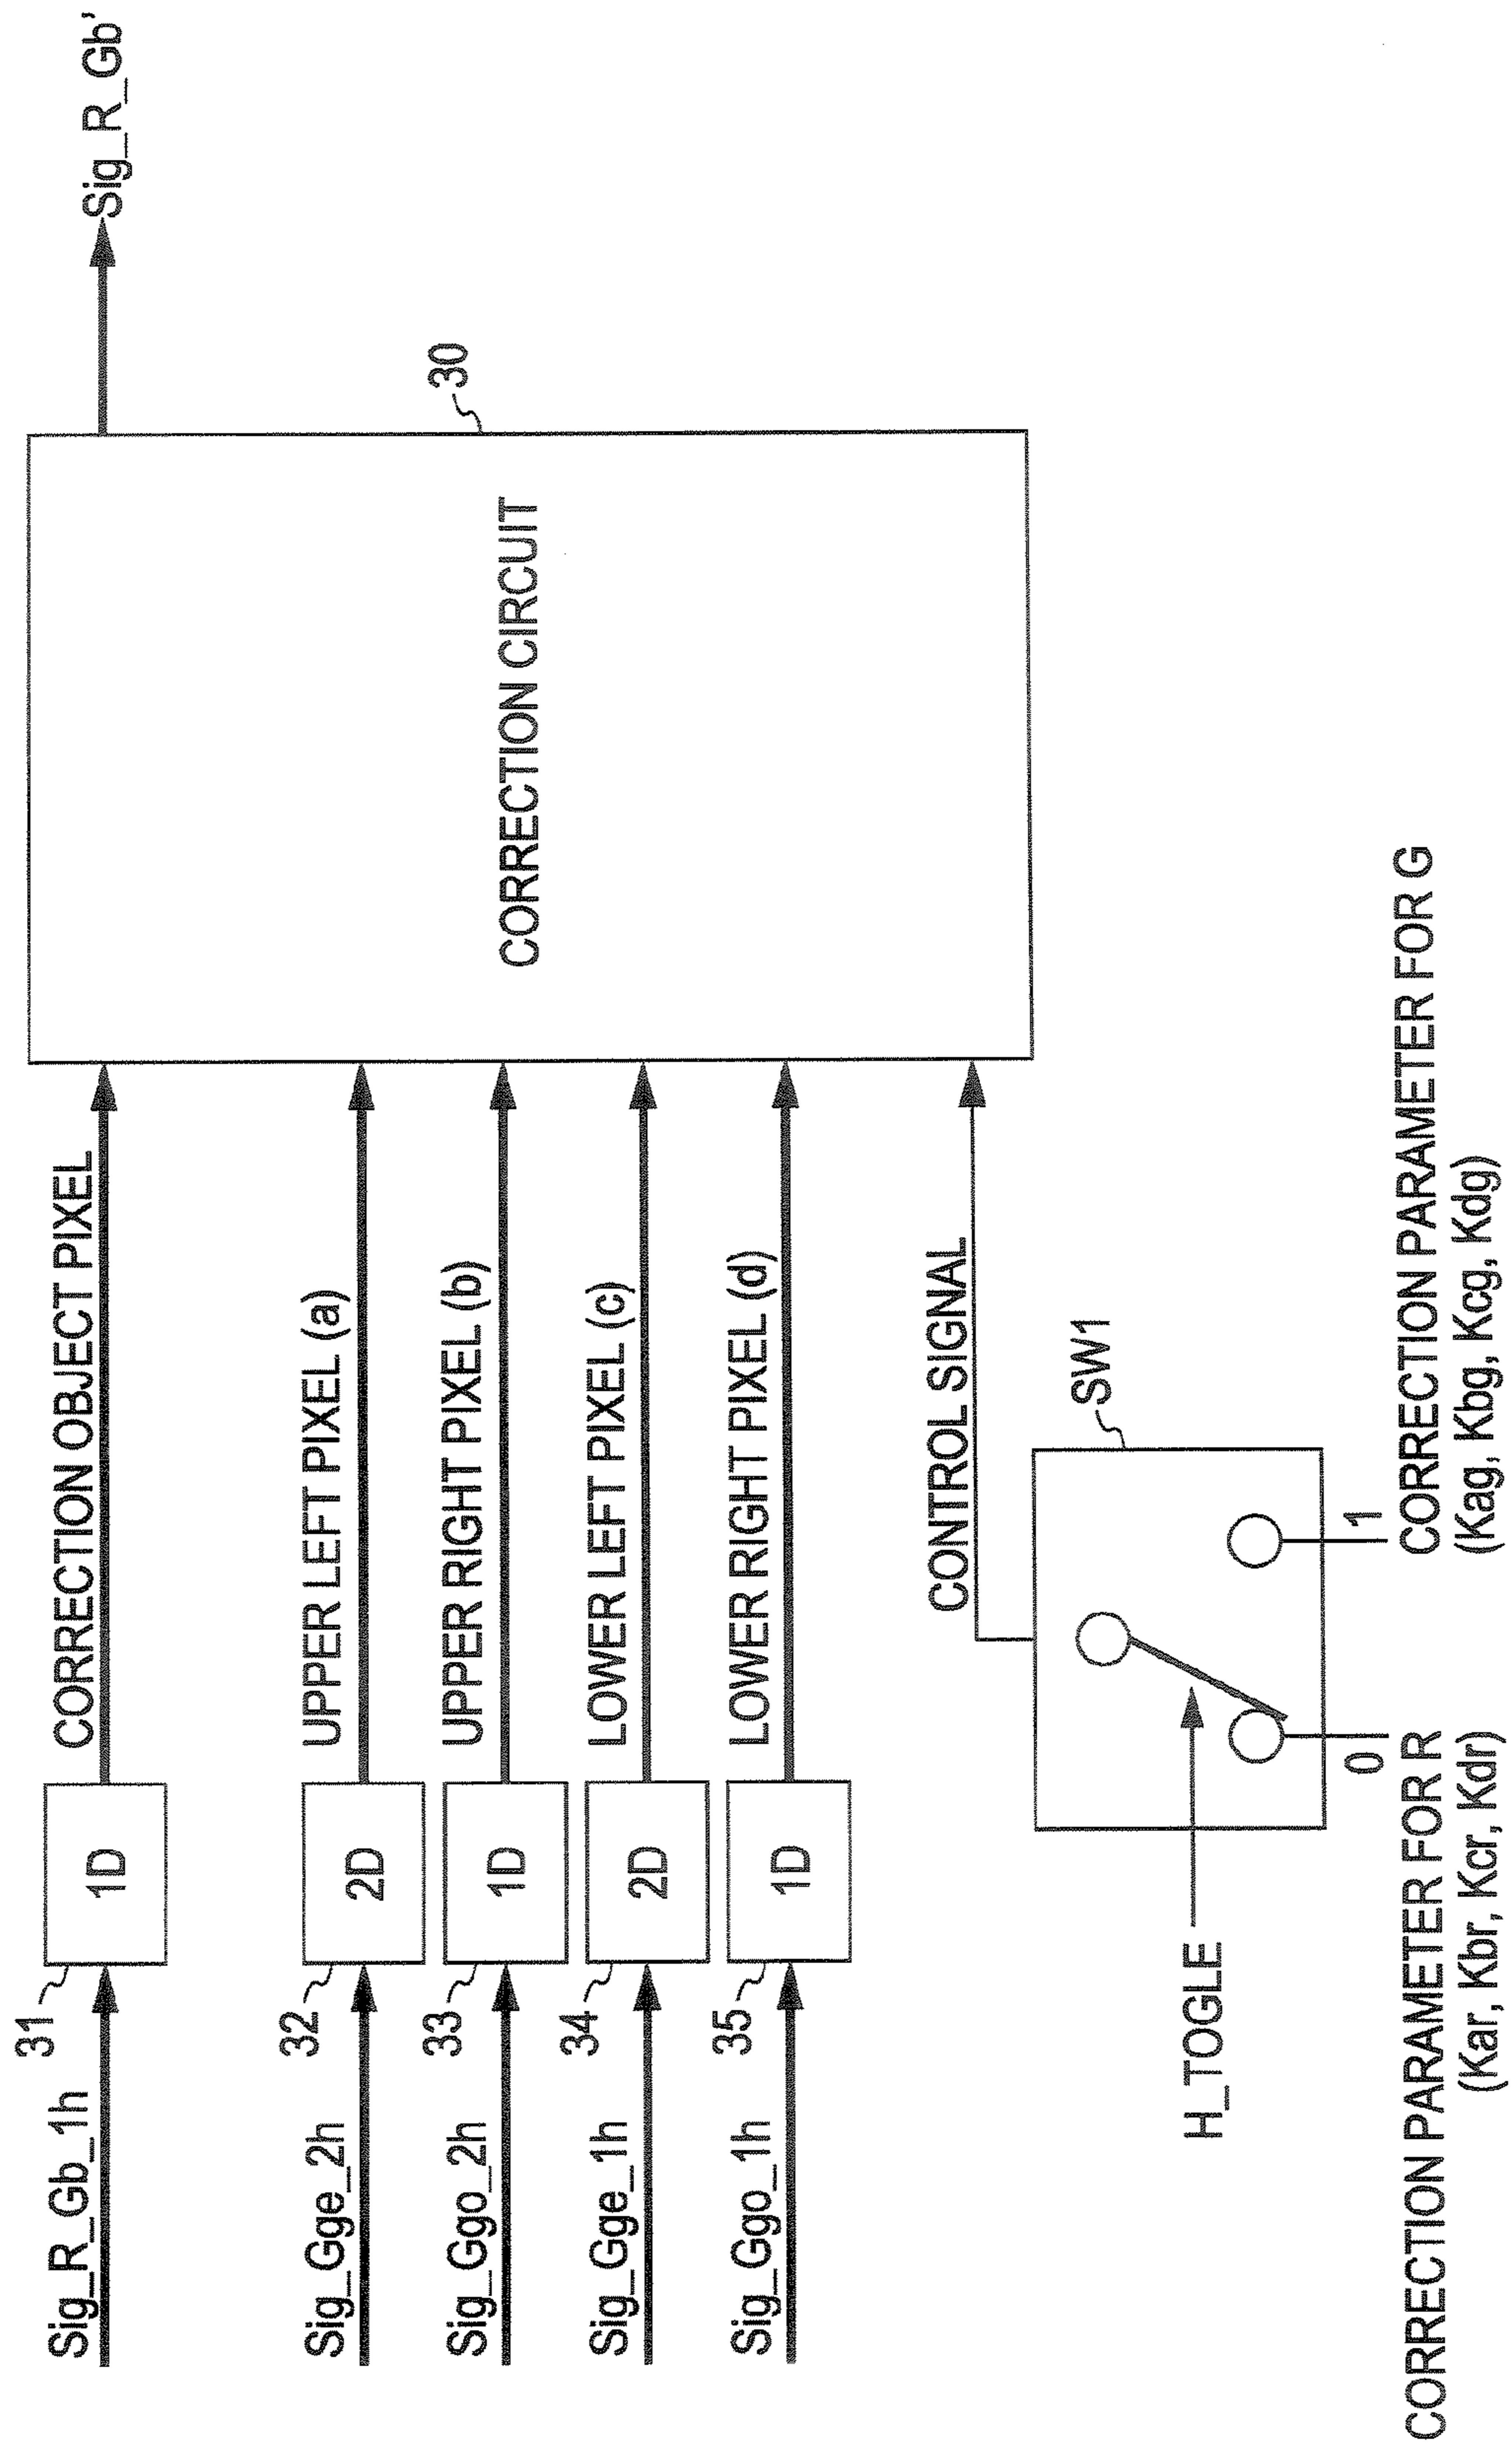 Sig_R_Gb_1h
31
1D
CORRECTION OBJECT PIXEL
Sig_R_Gb'
Sig_Gge_2h
32
2D
UPPER LEFT PIXEL (a)
Sig_Ggo_2h
33
1D
UPPER RIGHT PIXEL (b)
Sig_Gge_1h
34
2D
LOWER LEFT PIXEL (c)
Sig_Ggo_1h
35
1D
LOWER RIGHT PIXEL (d)
CORRECTION CIRCUIT
30
CONTROL SIGNAL
SW1
H_TOGLE
0
1
CORRECTION PARAMETER FOR R
(Kar, Kbr, Kcr, Kdr)
CORRECTION PARAMETER FOR G
(Kag, Kbg, Kcg, Kdg)